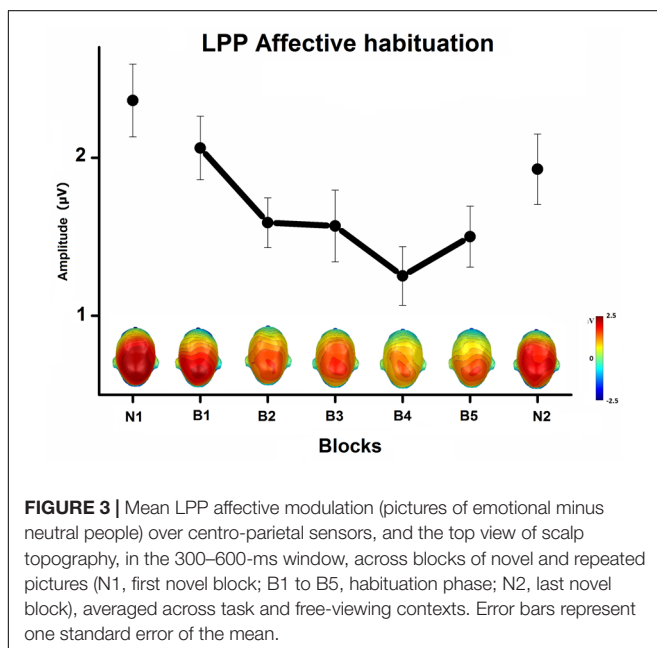 LPP Affective habituation
2
1
Amplitude (µV)
2.5
0
-2.5
N1 B1 B2 B3 B4 B5 N2
Blocks
FIGURE 3 | Mean LPP affective modulation (pictures of emotional minus
neutral people) over centro-parietal sensors, and the top view of scalp
topography, in the 300–600-ms window, across blocks of novel and repeated
pictures (N1, first novel block; B1 to B5, habituation phase; N2, last novel
block), averaged across task and free-viewing contexts. Error bars represent
one standard error of the mean.